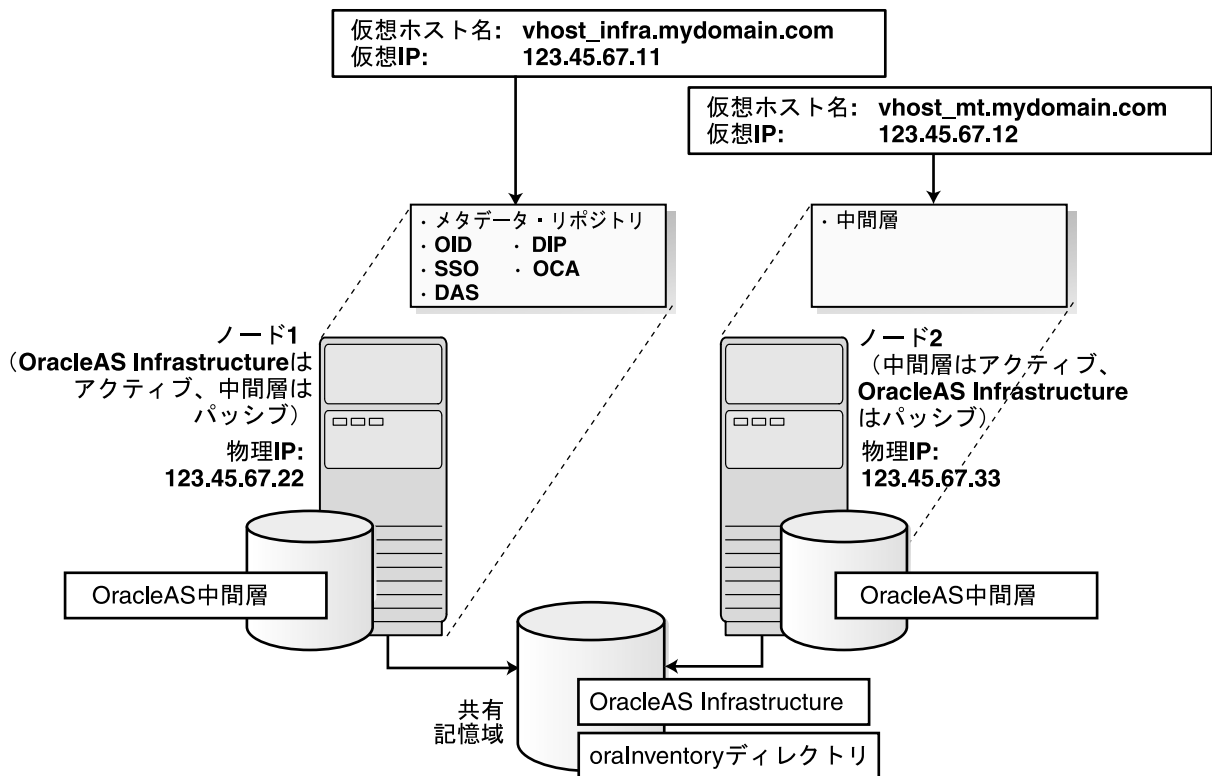 仮想ホスト名: vhost_infra.mydomain.com
仮想IP: 123.45.67.11
仮想ホスト名: vhost_mt.mydomain.com
仮想IP: 123.45.67.12
・メタデータ・リポジトリ
・OID ・DIP
・SSO ・OCA
・DAS
・中間層
ノード1
（OracleAS Infrastructureは
アクティブ、中間層は
パッシブ）
物理IP:
123.45.67.22
ノード2
（中間層はアクティブ、
OracleAS Infrastructure
はパッシブ）
物理IP:
123.45.67.33
OracleAS中間層
OracleAS中間層
共有
記憶域
OracleAS Infrastructure
oraInventoryディレクトリ